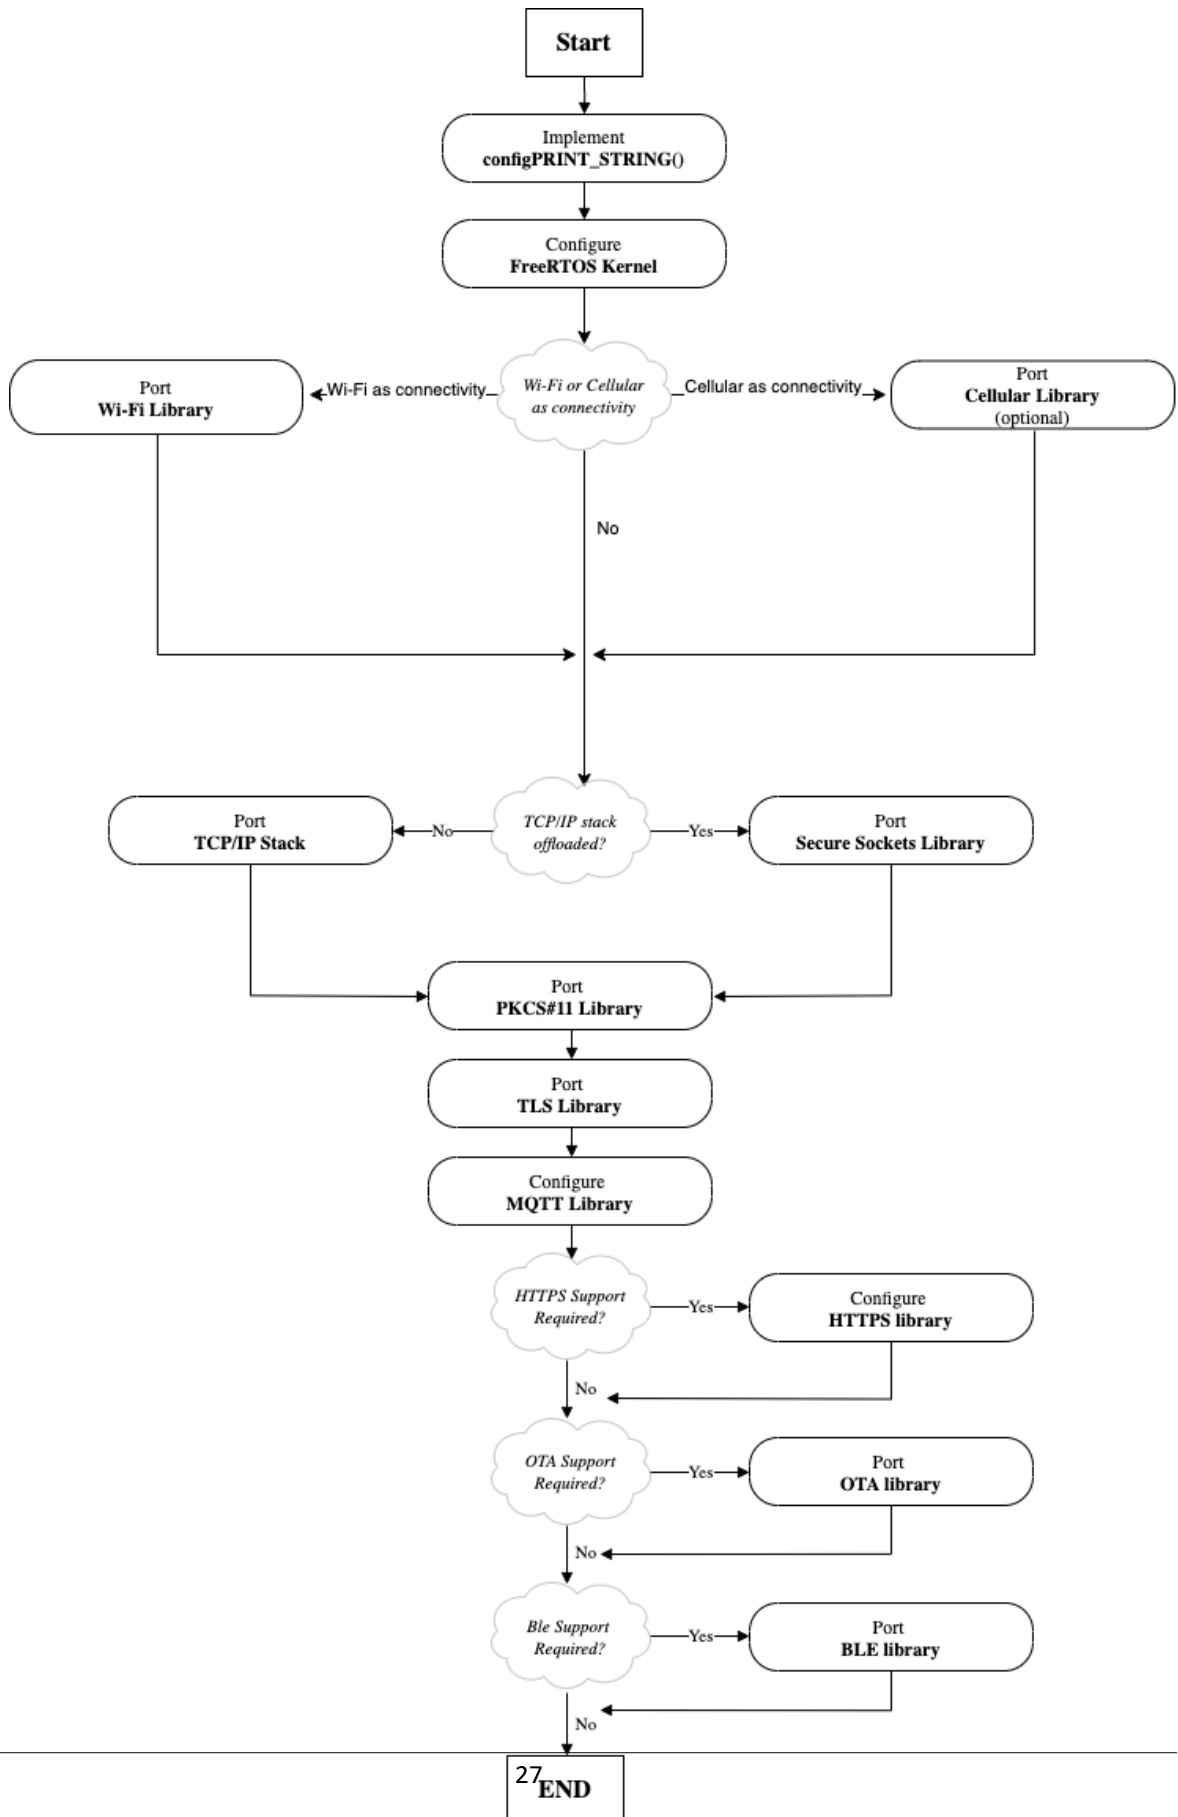 Start
Implement
configPRINT_STRING()
Configure
FreeRTOS Kernel
Port
Wi-Fi Library
Wi-Fi as connectivity
Wi-Fi or Cellular
as connectivity
Cellular as connectivity
Port
Cellular Library
(optional)
No
Port
TCP/IP Stack
No
TCP/IP stack
offloaded?
Yes
Port
Secure Sockets Library
Port
PKCS#11 Library
Port
TLS Library
Configure
MQTT Library
HTTPS Support
Required?
Yes
Configure
HTTPS library
No
OTA Support
Required?
Yes
Port
OTA library
No
Ble Support
Required?
Yes
Port
BLE library
No
27
END